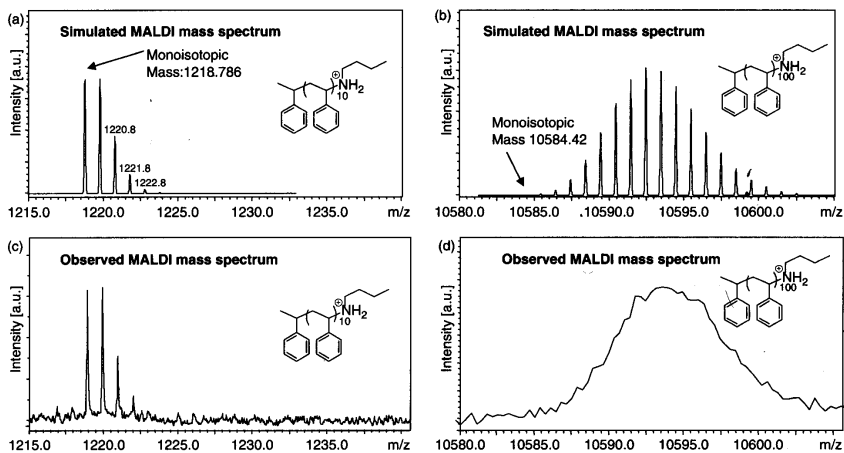 (a)
Simulated MALDI mass spectrum
Monoisotopic
Mass:1218.786
⊕
NH2
10
1220.8
1221.8
1222.8
Intensity [a.u.]
1215.0 1220.0 1225.0 1230.0 1235.0 m/z
(b)
Simulated MALDI mass spectrum
⊕
NH2
100
Monoisotopic
Mass 10584.42
Intensity [a.u.]
10580.0 10585.0 10590.0 10595.0 10600.0 m/z
(c)
Observed MALDI mass spectrum
⊕
NH2
10
Intensity [a.u.]
1215.0 1220.0 1225.0 1230.0 1235.0 m/z
(d)
Observed MALDI mass spectrum
⊕
NH2
100
Intensity [a.u.]
10580.0 10585.0 10590.0 10595.0 10600.0 m/z